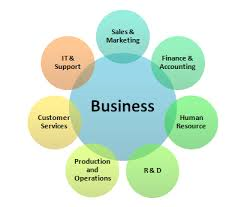 Sales &
Marketing
IT &
Support
Finance &
Accounting
Business
Customer
Services
Human
Resource
Production
and
Operations
R & D